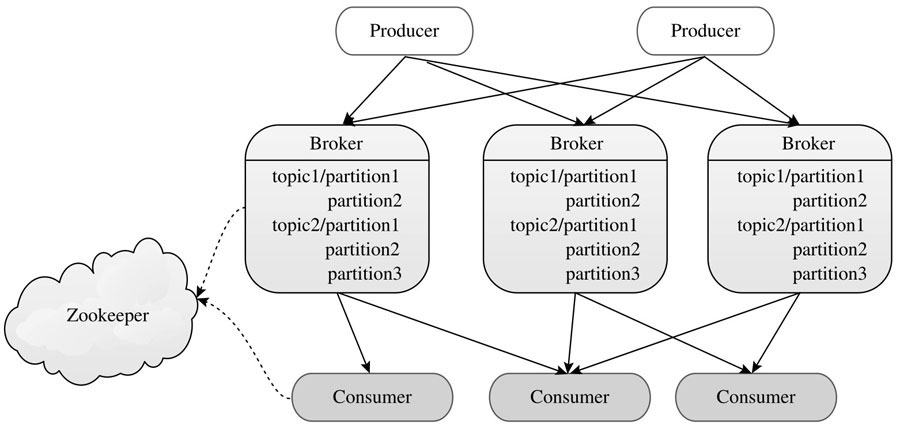 Producer
Producer
Broker
topic1/partition1
partition2
topic2/partition1
partition2
partition3
Broker
topic1/partition1
partition2
topic2/partition1
partition2
partition3
Broker
topic1/partition1
partition2
topic2/partition1
partition2
partition3
Zookeeper
Consumer
Consumer
Consumer